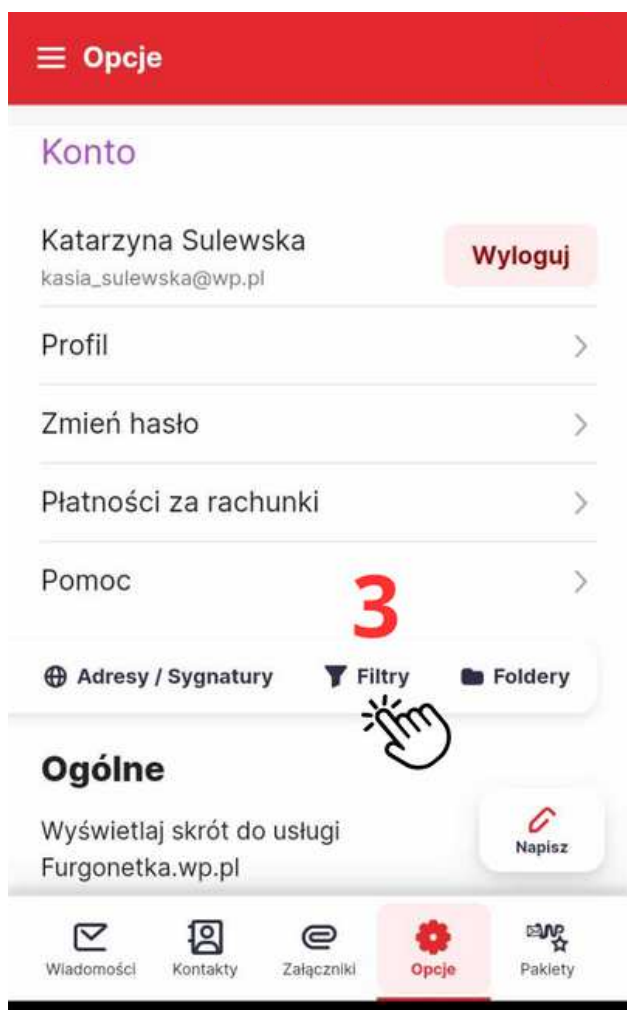 Opcje
Konto
Katarzyna Sulewska
Wyloguj
kasia_sulewska@wp.pl
Profil
Zmień hasło
Płatności za rachunki
Pomoc
3
Adresy / Sygnatury
Filtry
Foldery
Ogólne
Wyświetlaj skrót do usługi
Furgonetka.wp.pl
Napisz
Wiadomości
Kontakty
Załączniki
Opcje
Pakiety